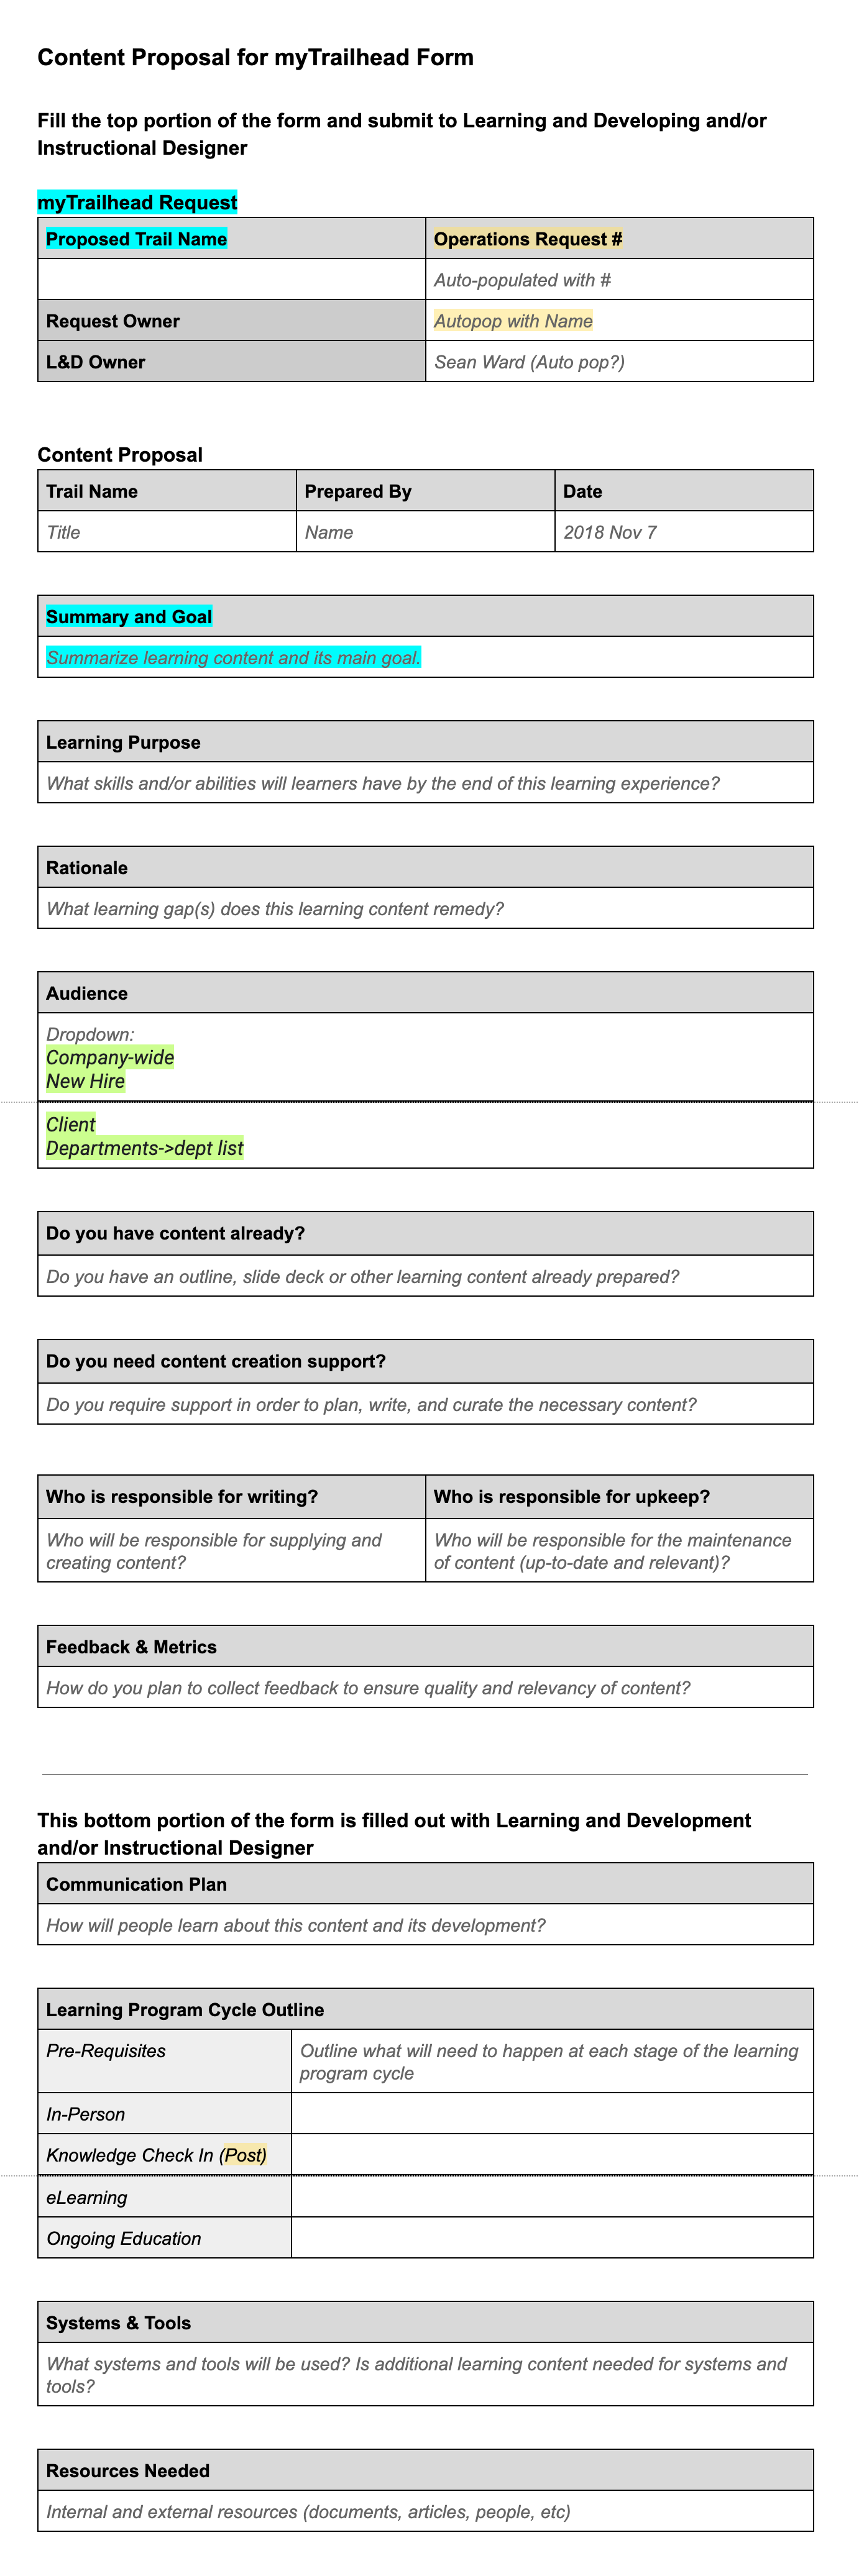 Content Proposal for myTrailhead Form
Fill the top portion of the form and submit to Learning and Developing and/or
Instructional Designer
myTrailhead Request
Proposed Trail Name
Operations Request #
Auto-populated with #
Request Owner
Autopop with Name
L&D Owner
Sean Ward (Auto pop?)
Content Proposal
Trail Name
Prepared By
Date
Title
Name
2018 Nov 7
Summary and Goal
Summarize learning content and its main goal.
Learning Purpose
What skills and/or abilities will learners have by the end of this learning experience?
Rationale
What learning gap(s) does this learning content remedy?
Audience
Dropdown:
Company-wide
New Hire
Client
Departments->dept list
Do you have content already?
Do you have an outline, slide deck or other learning content already prepared?
Do you need content creation support?
Do you require support in order to plan, write, and curate the necessary content?
Who is responsible for writing?
Who is responsible for upkeep?
Who will be responsible for supplying and
creating content?
Who will be responsible for the maintenance
of content (up-to-date and relevant)?
Feedback & Metrics
How do you plan to collect feedback to ensure quality and relevancy of content?
This bottom portion of the form is filled out with Learning and Development
and/or Instructional Designer
Communication Plan
How will people learn about this content and its development?
Learning Program Cycle Outline
Pre-Requisites
Outline what will need to happen at each stage of the learning
program cycle
In-Person
Knowledge Check In (Post)
eLearning
Ongoing Education
Systems & Tools
What systems and tools will be used? Is additional learning content needed for systems and
tools?
Resources Needed
Internal and external resources (documents, articles, people, etc)